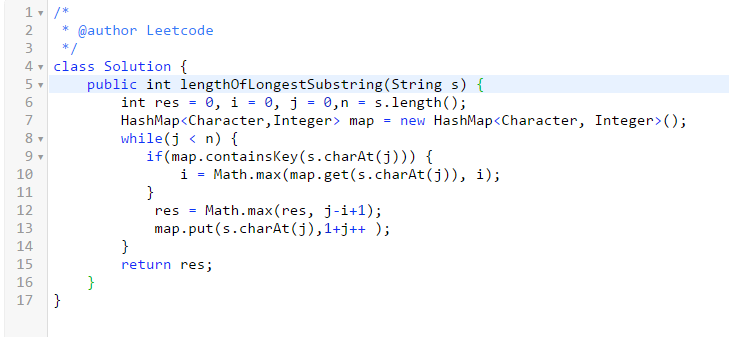 1 /*
2  * @author Leetcode
3  */
4 class Solution {
5     public int lengthOfLongestSubstring(String s) {
6         int res = 0, i = 0, j = 0,n = s.length();
7         HashMap<Character,Integer> map = new HashMap<Character, Integer>();
8         while(j < n) {
9            if(map.containsKey(s.charAt(j))) {
10                i = Math.max(map.get(s.charAt(j)), i);
11            }
12             res = Math.max(res, j-i+1);
13             map.put(s.charAt(j),1+j++ );
14         }
15         return res;
16     }
17 }